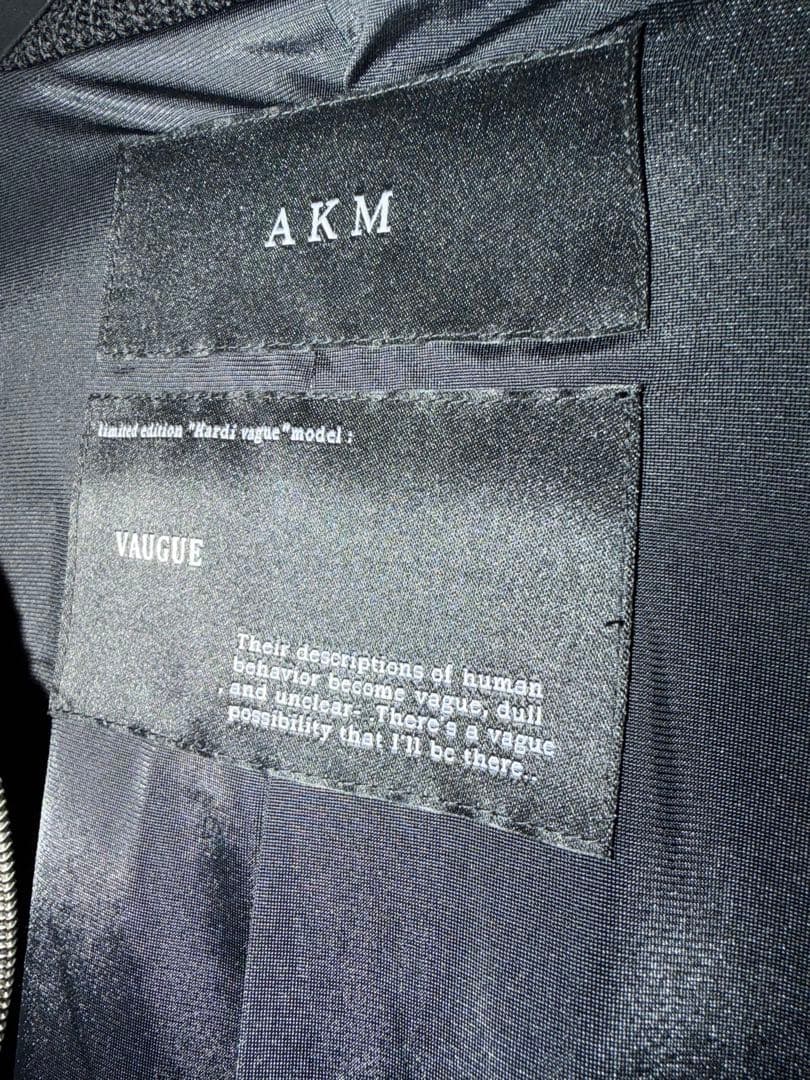 AKM
limited edition "Hardi vague" model ;
VAUGUE
Their descriptions of human
behavior become vague, dull
, and unclear- .There's a vague
possibility that I'll be there..